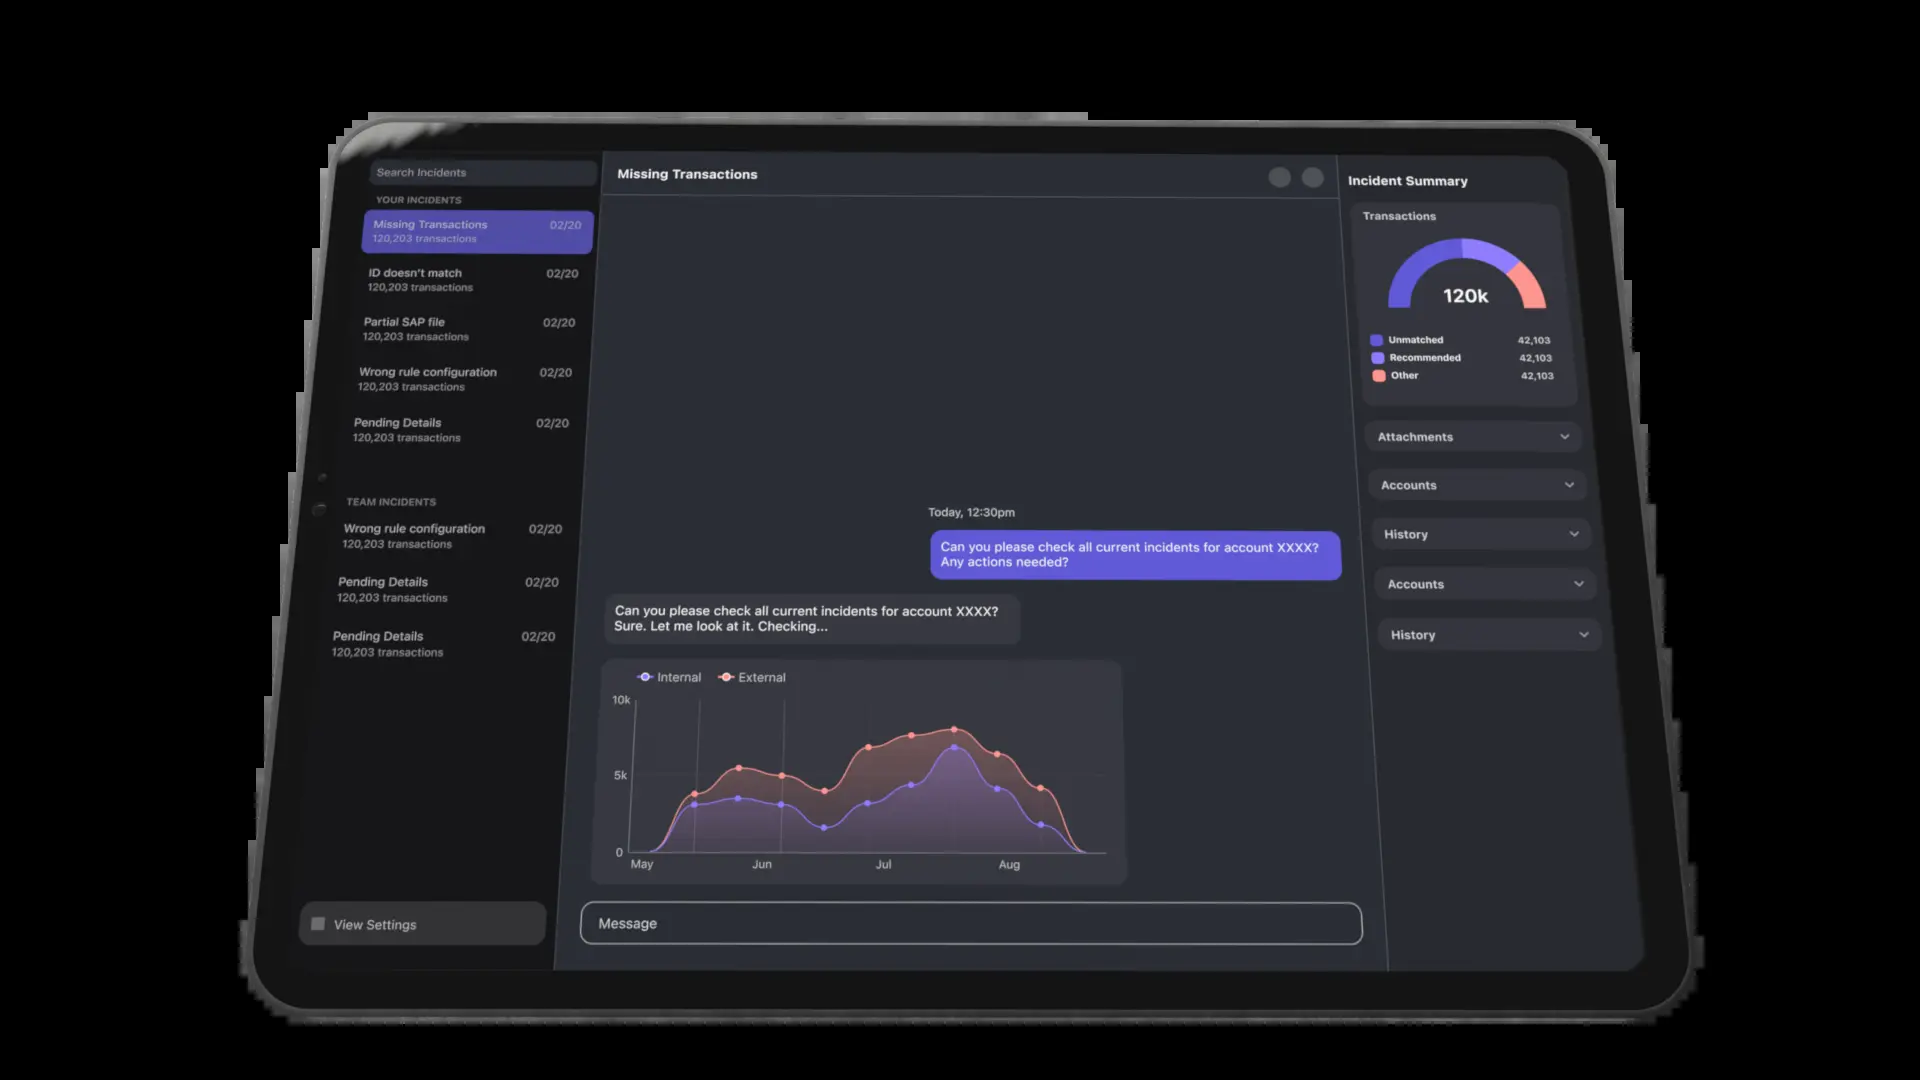 Search Incidents
YOUR INCIDENTS
Missing Transactions 02/20
120,203 transactions
ID doesn't match 02/20
120,203 transactions
Partial SAP file 02/20
120,203 transactions
Wrong rule configuration 02/20
120,203 transactions
Pending Details 02/20
120,203 transactions
TEAM INCIDENTS
Wrong rule configuration 02/20
120,203 transactions
Pending Details 02/20
120,203 transactions
Pending Details 02/20
120,203 transactions
View Settings
Missing Transactions
Today, 12:30pm
Can you please check all current incidents for account XXXX?
Any actions needed?
Can you please check all current incidents for account XXXX?
Sure. Let me look at it. Checking...
Internal External
10k
5k
0
May Jun Jul Aug
Message
Incident Summary
Transactions
120k
Unmatched 42,103
Recommended 42,103
Other 42,103
Attachments
Accounts
History
Accounts
History